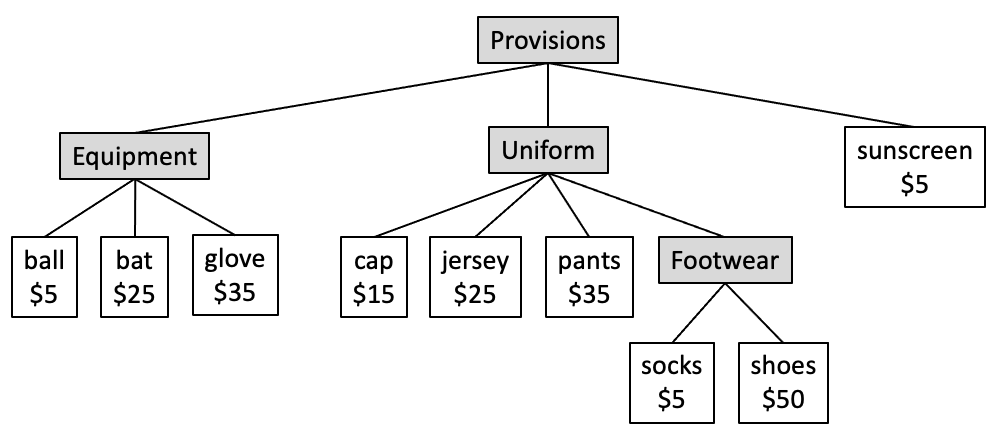 Provisions
Equipment
Uniform
sunscreen
$5
ball
$5
bat
$25
glove
$35
cap
$15
jersey
$25
pants
$35
Footwear
socks
$5
shoes
$50